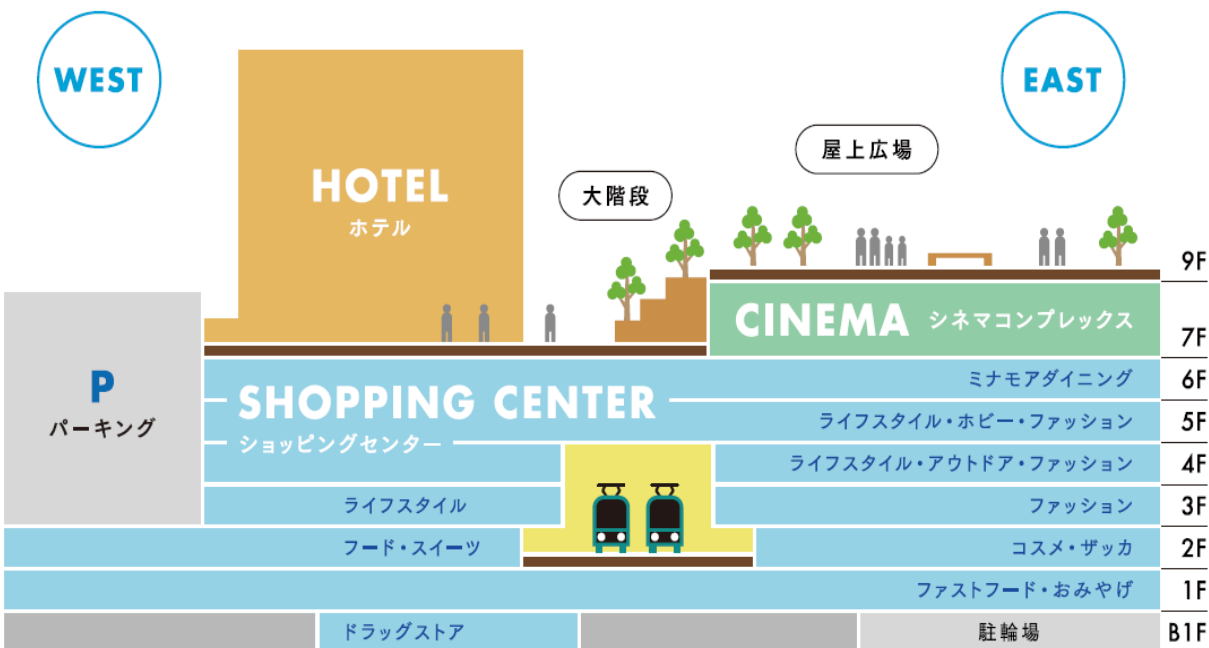 WEST
EAST
屋上広場
大階段
HOTEL
ホテル
9F
CINEMA シネマコンプレックス
7F
P
パーキング
ミナモアダイニング 6F
SHOPPING CENTER
ショッピングセンター
ライフスタイル・ホビー・ファッション 5F
ライフスタイル・アウトドア・ファッション 4F
ライフスタイル ファッション 3F
フード・スイーツ コスメ・ザッカ 2F
ファストフード・おみやげ 1F
ドラッグストア 駐輪場 B1F